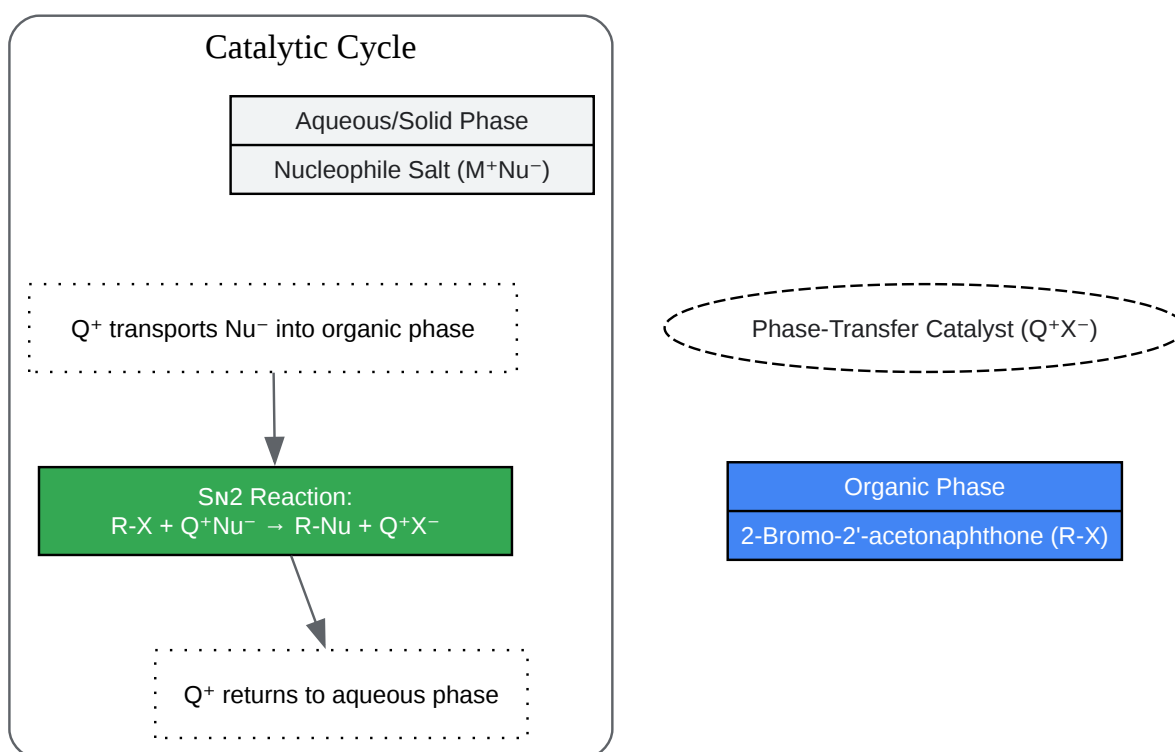 Catalytic Cycle
Aqueous/Solid Phase
Nucleophile Salt (M⁺Nu⁻)
Q⁺ transports Nu⁻ into organic phase
Phase-Transfer Catalyst (Q⁺X⁻)
Sɴ2 Reaction:
R-X + Q⁺Nu⁻ → R-Nu + Q⁺X⁻
Organic Phase
2-Bromo-2'-acetonaphthone (R-X)
Q⁺ returns to aqueous phase